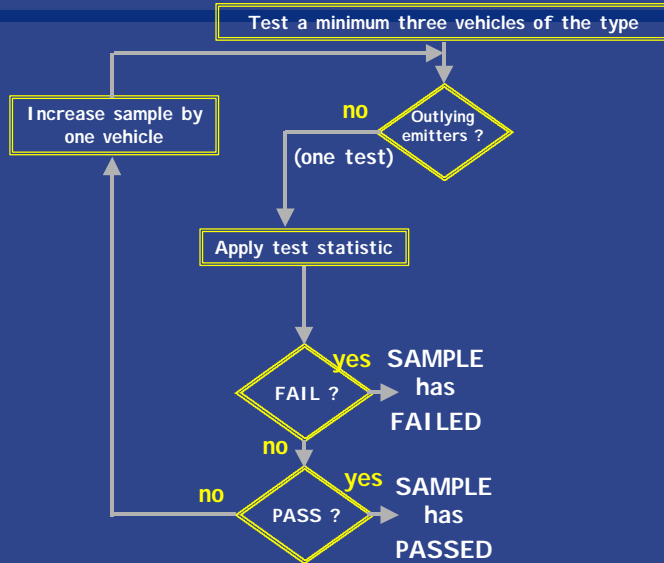 Test a minimum three vehicles of the type
Increase sample by
one vehicle
no
Outlying
emitters ?
(one test)
Apply test statistic
yes
SAMPLE
has
FAILED
FAIL ?
no
no
yes
SAMPLE
has
PASSED
PASS ?